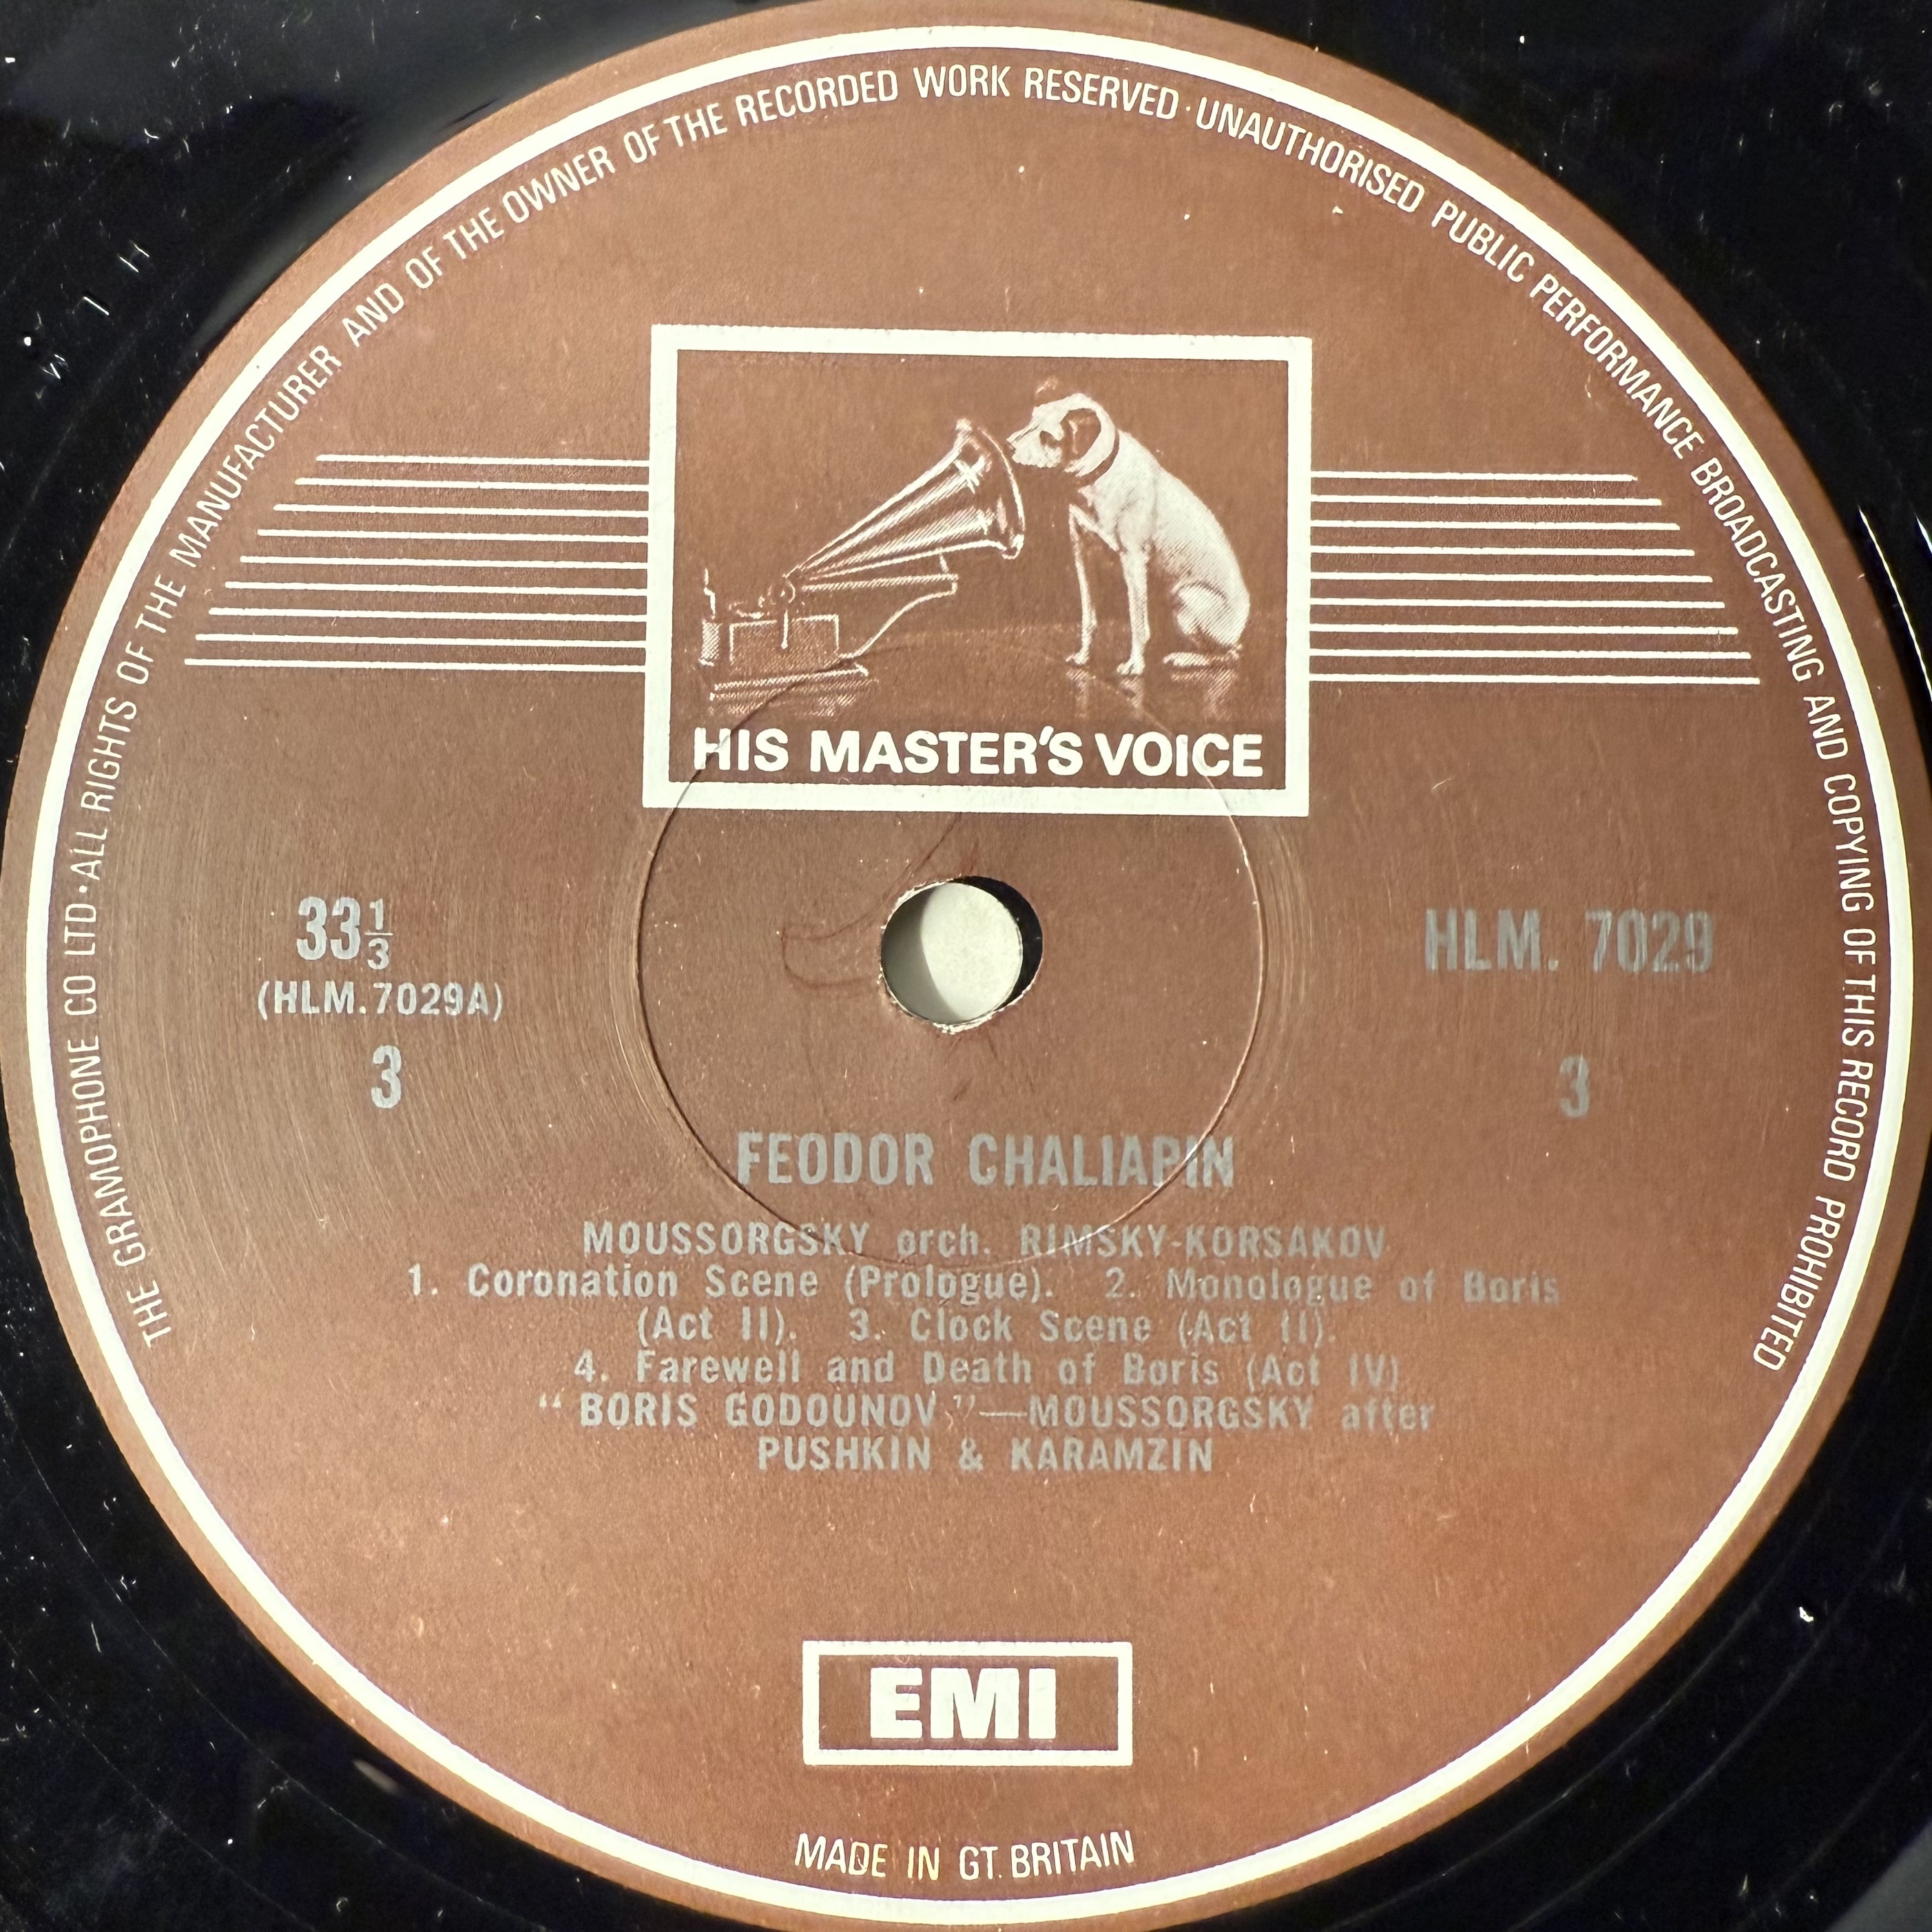 THE GRAMOPHONE CO LTD · ALL RIGHTS OF THE MANUFACTURER AND OF THE OWNER OF THE RECORDED WORK RESERVED · UNAUTHORISED PUBLIC PERFORMANCE BROADCASTING AND COPYING OF THIS RECORD PROHIBITED
HIS MASTER'S VOICE
33⅓
(HLM.7029A)
3
HLM. 7029
3
FEODOR CHALIAPIN
MOUSSORGSKY orch. RIMSKY-KORSAKOV
1. Coronation Scene (Prologue). 2. Monologue of Boris
(Act II). 3. Clock Scene (Act II).
4. Farewell and Death of Boris (Act IV)
“BORIS GODOUNOV”—MOUSSORGSKY after
PUSHKIN & KARAMZIN
EMI
MADE IN GT. BRITAIN